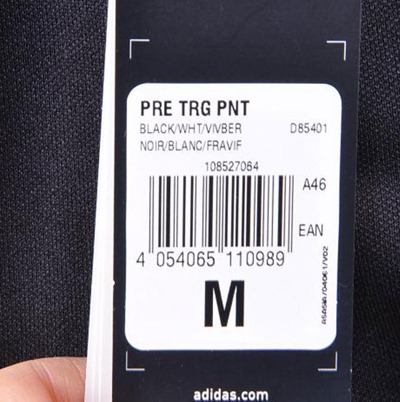 PRE TRG PNT
BLACK/WHT/VIVBER D85401
NOIR/BLANC/FRAVIF
108527064
A46
EAN
4 054065 110989
M
adidas.com